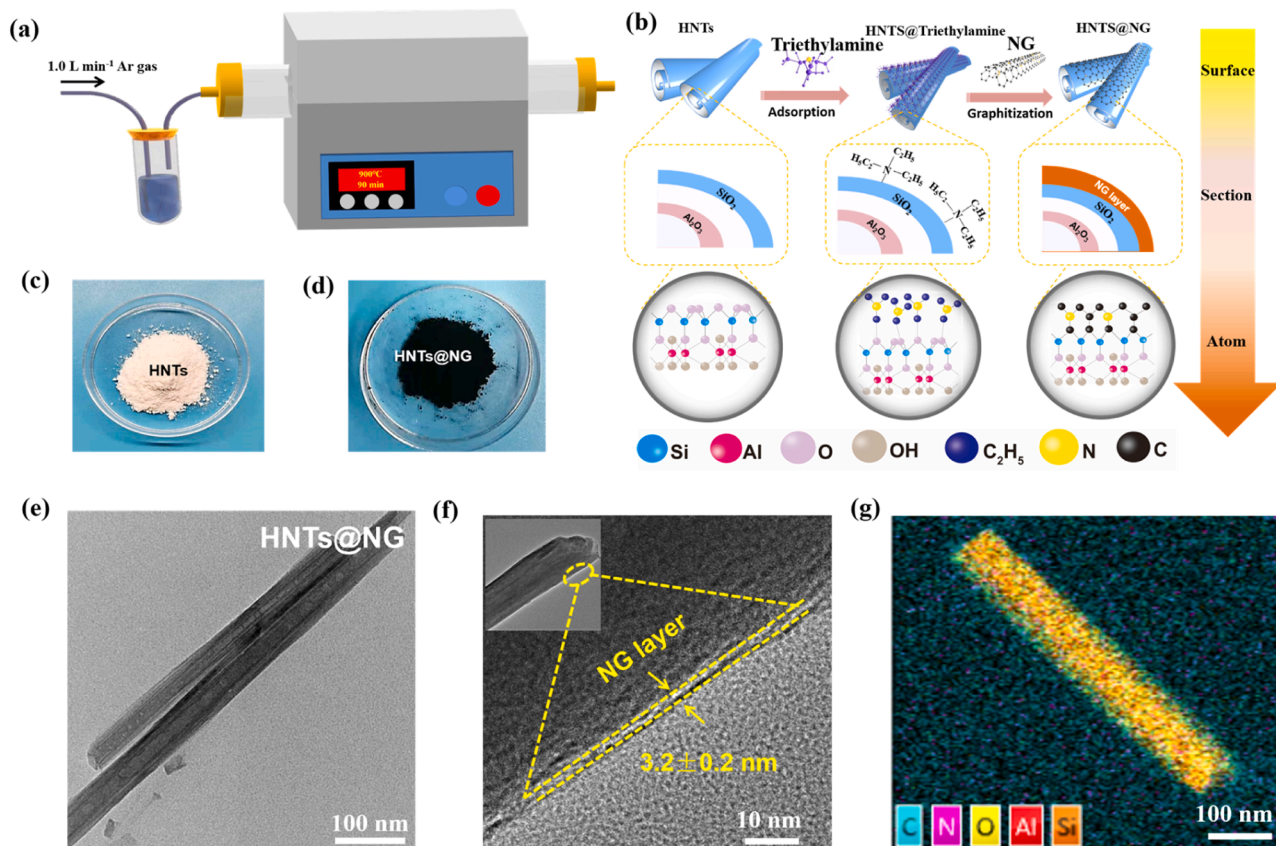 (a)
1.0 L min⁻¹ Ar gas
900°C
90 min
(b)
HNTs
Triethylamine
Adsorption
HNTS@Triethylamine
NG
Graphitization
HNTS@NG
Surface
SiO₂
Al₂O₃
C₂H₅
H₅C₂
N
C₂H₅
SiO₂
Al₂O₃
H₅C₂
C₂H₅
N
C₂H₅
NG layer
SiO₂
Al₂O₃
Section
Atom
Si
Al
O
OH
C₂H₅
N
C
(c)
HNTs
(d)
HNTs@NG
(e)
HNTs@NG
100 nm
(f)
NG layer
3.2±0.2 nm
10 nm
(g)
C N O Al Si
100 nm